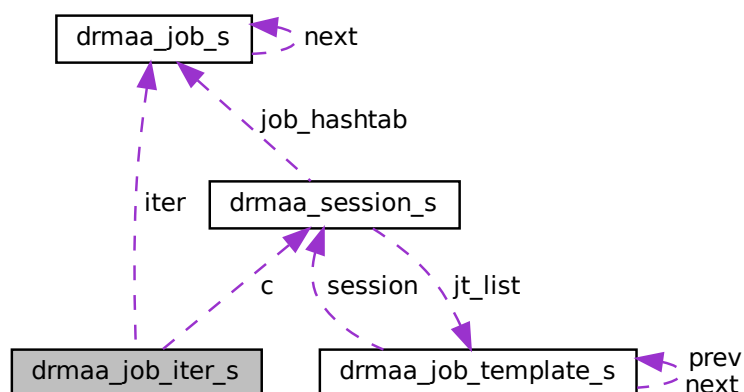 drmaa_job_s
next
job_hashtab
iter
drmaa_session_s
c
session
jt_list
drmaa_job_iter_s
drmaa_job_template_s
prev
next